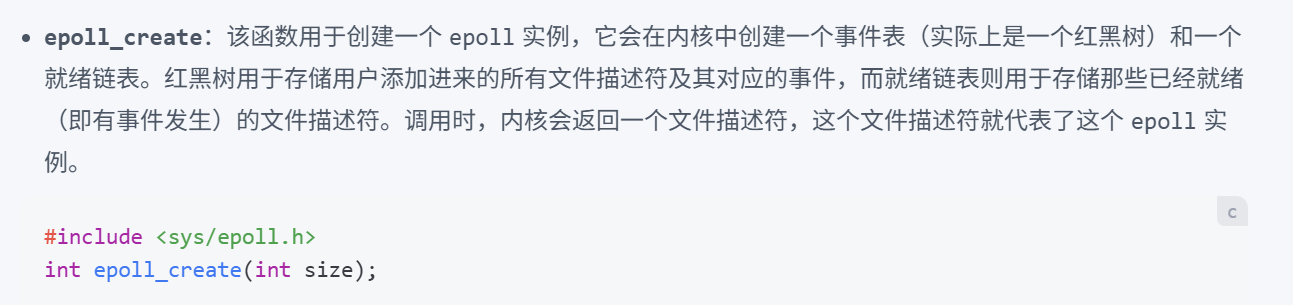 • epoll_create：该函数用于创建一个 epoll 实例，它会在内核中创建一个事件表（实际上是一个红黑树）和一个
就绪链表。红黑树用于存储用户添加进来的所有文件描述符及其对应的事件，而就绪链表则用于存储那些已经就绪
（即有事件发生）的文件描述符。调用时，内核会返回一个文件描述符，这个文件描述符就代表了这个 epoll 实
例。
c
#include <sys/epoll.h>
int epoll_create(int size);